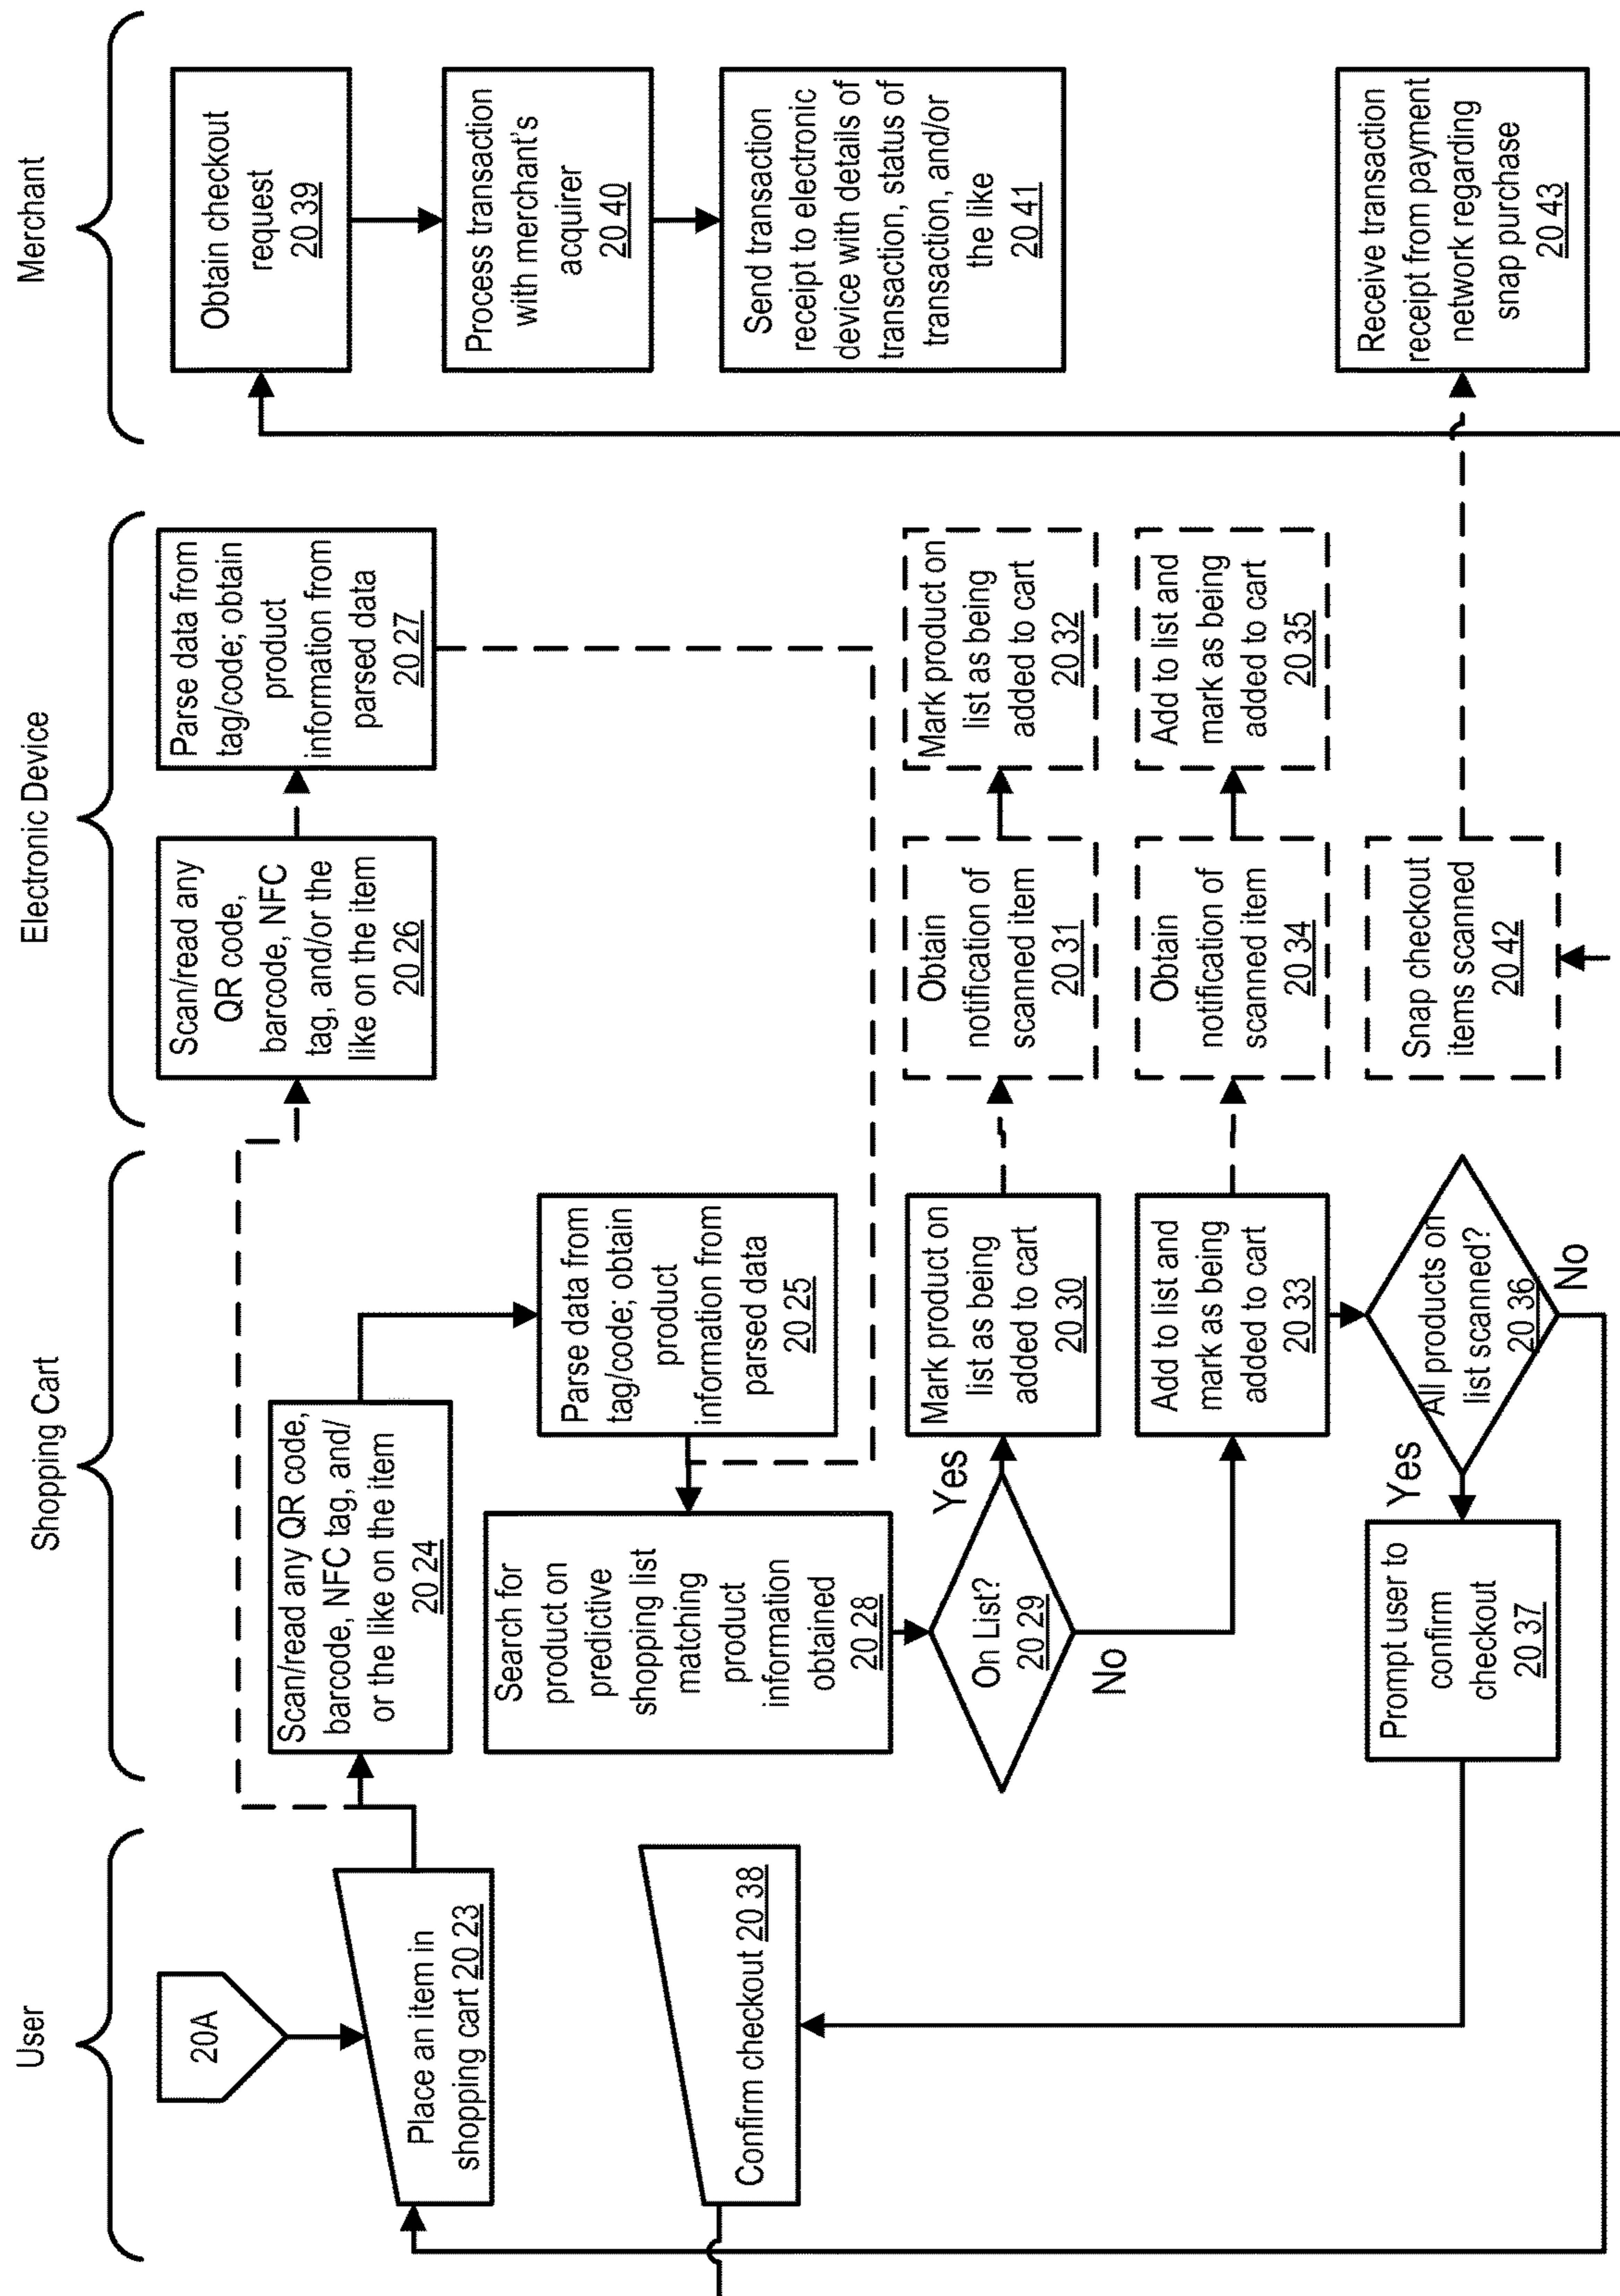 User
Shopping Cart
Electronic Device
Merchant
20A
Place an item in
shopping cart 20 23
Scan/read any QR code,
barcode, NFC tag, and/
or the like on the item
20 24
Parse data from
tag/code; obtain
product
information from
parsed data
20 25
Scan/read any
QR code,
barcode, NFC
tag, and/or the
like on the item
20 26
Parse data from
tag/code; obtain
product
information from
parsed data
20 27
Search for
product on
predictive
shopping list
matching
product
information
obtained
20 28
On List?
20 29
Yes
No
Mark product on
list as being
added to cart
20 30
Obtain
notification of
scanned item
20 31
Mark product on
list as being
added to cart
20 32
Add to list and
mark as being
added to cart
20 33
Obtain
notification of
scanned item
20 34
Add to list and
mark as being
added to cart
20 35
All products on
list scanned?
20 36
Yes
No
Prompt user to
confirm
checkout
20 37
Confirm checkout 20 38
Obtain checkout
request
20 39
Process transaction
with merchant's
acquirer
20 40
Send transaction
receipt to electronic
device with details of
transaction, status of
transaction, and/or
the like
20 41
Snap checkout
items scanned
20 42
Receive transaction
receipt from payment
network regarding
snap purchase
20 43